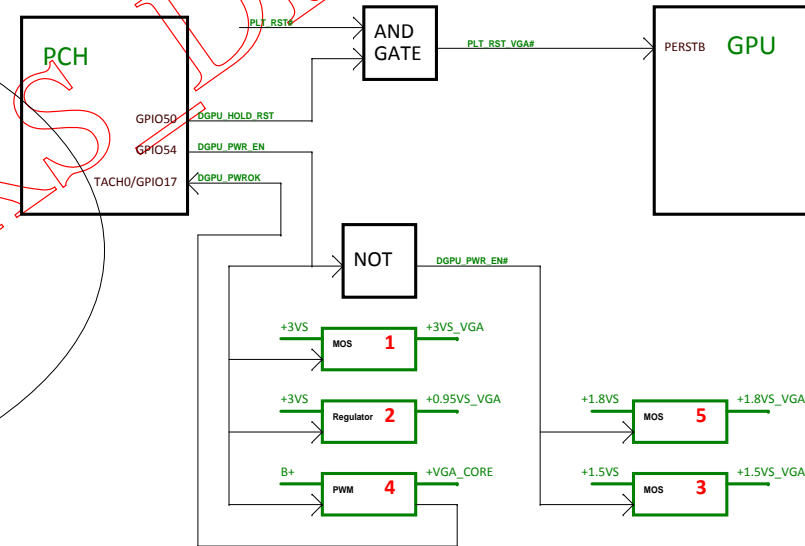 PLT_RST#
AND
GATE
PLT_RST_VGA#
PERSTB
GPU
PCH
GPIO50
DGPU_HOLD_RST
GPIO54
DGPU_PWR_EN
TACH0/GPIO17
DGPU_PWROK
NOT
DGPU_PWR_EN#
+3VS
MOS 1
+3VS_VGA
+3VS
Regulator 2
+0.95VS_VGA
+1.8VS
MOS 5
+1.8VS_VGA
B+
PWM 4
+VGA_CORE
+1.5VS
MOS 3
+1.5VS_VGA